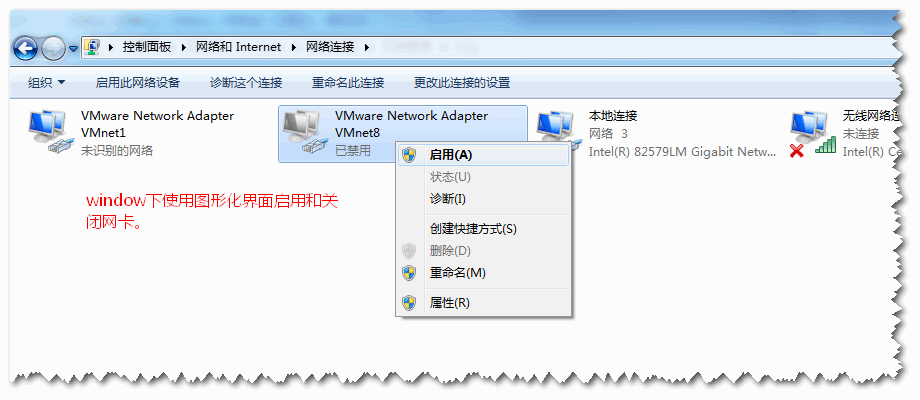 控制面板 网络和 Internet 网络连接
组织 启用此网络设备 诊断这个连接 重命名此连接 更改此连接的设置
VMware Network Adapter
VMnet1
未识别的网络
VMware Network Adapter
VMnet8
已禁用
本地连接
网络 3
Intel(R) 82579LM Gigabit Netw...
无线网络
未连接
Intel(R) Ce
启用(A)
状态(U)
诊断(I)
创建快捷方式(S)
删除(D)
重命名(M)
属性(R)
window下使用图形化界面启用和关
闭网卡。